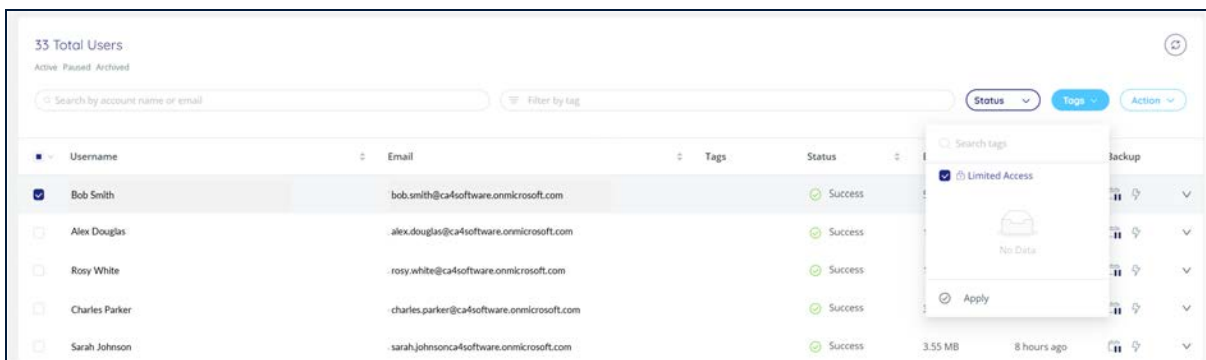 33 Total Users
Active Paused Archived
Search by account name or email
Filter by tag
Status
Tags
Action
Search tags
Username Email Tags Status Backup
Limited Access
Bob Smith bob.smith@ca4software.onmicrosoft.com Success
Alex Douglas alex.douglas@ca4software.onmicrosoft.com Success
No Data
Rosy White rosy.white@ca4software.onmicrosoft.com Success
Apply
Charles Parker charles.parker@ca4software.onmicrosoft.com Success
Sarah Johnson sarah.johnsonca4software.onmicrosoft.com Success 3.55 MB 8 hours ago